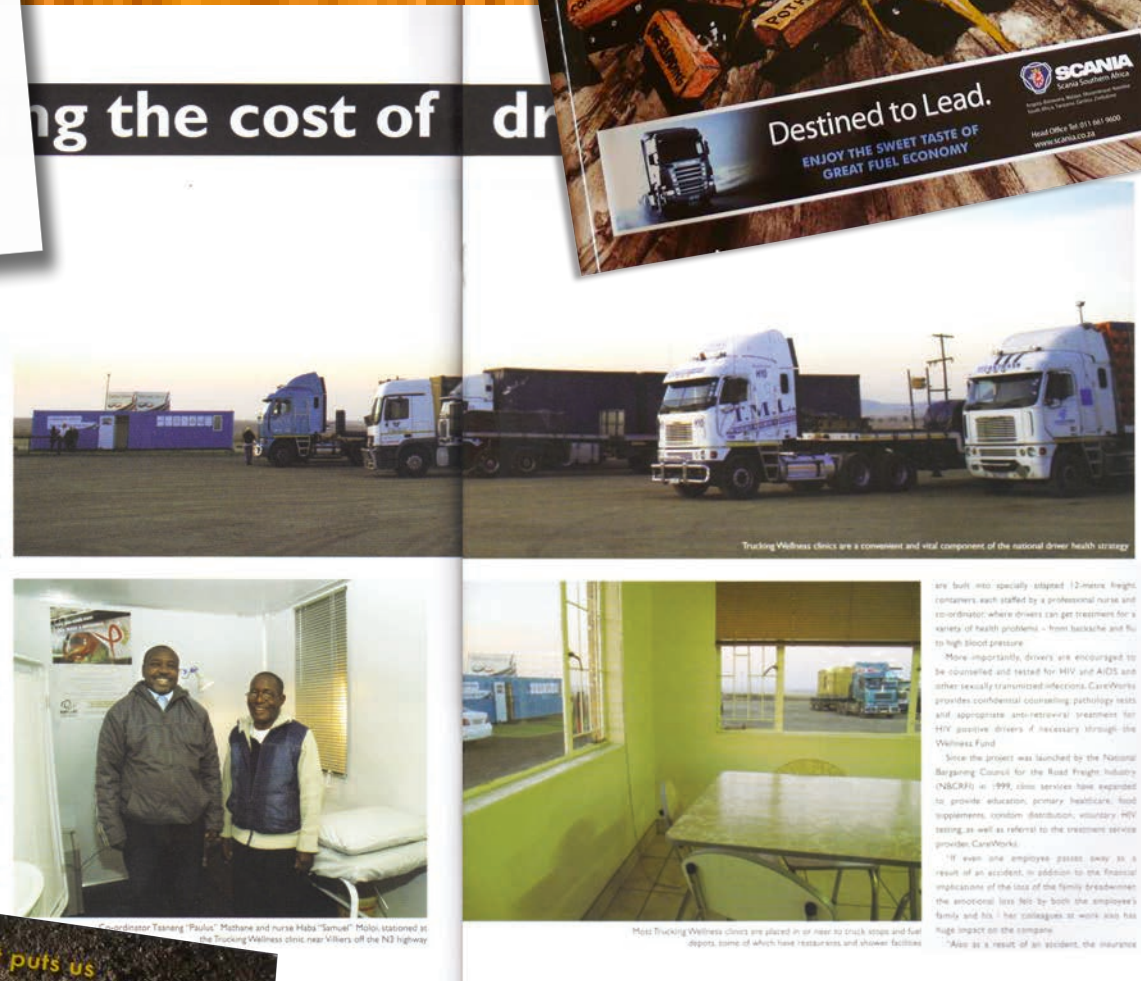 ng the cost of dr
POTA
Destined to Lead.
ENJOY THE SWEET TASTE OF
GREAT FUEL ECONOMY
SCANIA
Scania Southern Africa
Head Office Tel: 011 661 9600
www.scania.co.za
T.M.I.
Trucking Wellness clinics are a convenient and vital component of the national driver health strategy
Co-ordinator Tsanang "Paulus" Mathane and nurse Haba "Samuel" Moloi, stationed at
the Trucking Wellness clinic near Villiers off the N3 highway
Most Trucking Wellness clinics are placed in or near to truck stops and fuel
depots, some of which have restaurants and shower facilities
are built into specially adapted 12-metre freight
containers, each staffed by a professional nurse and
co-ordinator, where drivers can get treatment for a
variety of health problems – from backache and flu
to high blood pressure.
More importantly, drivers are encouraged to
be counselled and tested for HIV and AIDS and
other sexually transmitted infections. CareWorks
provides confidential counselling, pathology tests
and appropriate anti-retroviral treatment for
HIV positive drivers if necessary through the
Wellness Fund.
Since the project was launched by the National
Bargaining Council for the Road Freight Industry
(NBCRFI) in 1999, clinic services have expanded
to provide education, primary healthcare, food
supplements, condom distribution, voluntary HIV
testing, as well as referral to the treatment service
provider, CareWorks.
"If even one employee passes away as a
result of an accident, in addition to the financial
implications of the loss of the family breadwinner,
the emotional loss felt by both the employee's
family and his / her colleagues at work also has
huge impact on the company.
"Also as a result of an accident, the insurance
puts us